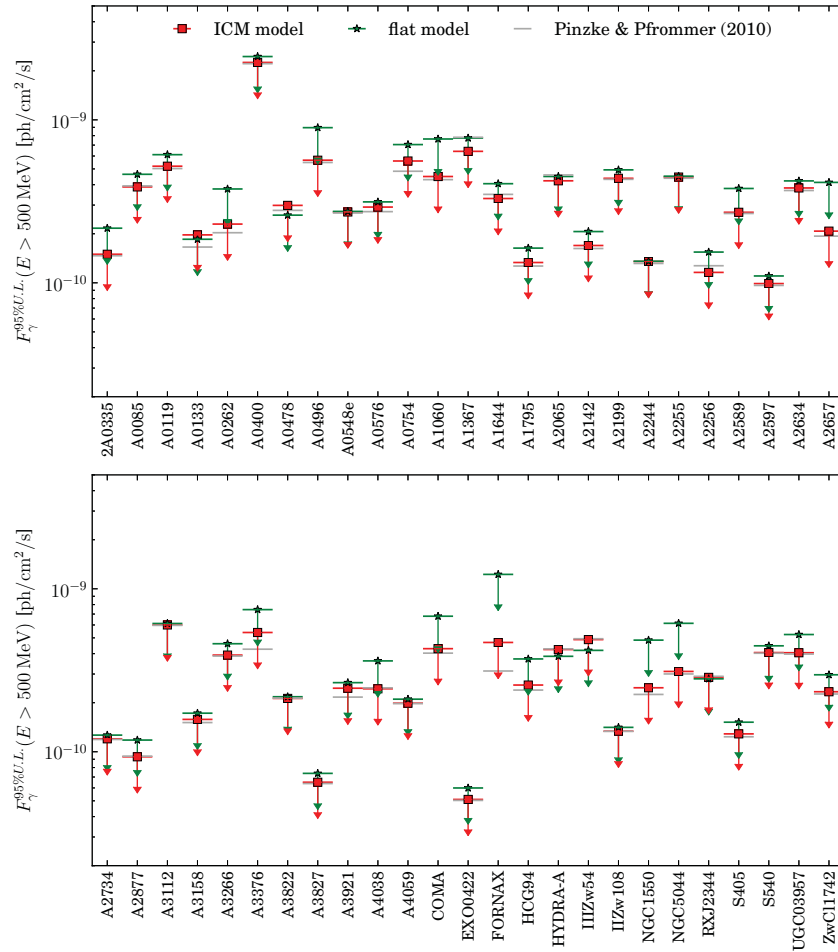 ICM model flat model Pinzke & Pfrommer (2010)
10⁻⁹
10⁻¹⁰
F_γ^{95%U.L.}(E > 500 MeV) [ph/cm²/s]
2A0335 A0085 A0119 A0133 A0262 A0400 A0478 A0496 A0548e A0576 A0754 A1060 A1367 A1644 A1795 A2065 A2142 A2199 A2244 A2255 A2256 A2589 A2597 A2634 A2657
10⁻⁹
10⁻¹⁰
F_γ^{95%U.L.}(E > 500 MeV) [ph/cm²/s]
A2734 A2877 A3112 A3158 A3266 A3376 A3822 A3827 A3921 A4038 A4059 COMA EXO0422 FORNAX HCG94 HYDRA-A IIIZw54 IIZw108 NGC1550 NGC5044 RXJ2344 S405 S540 UGC03957 ZwCl1742